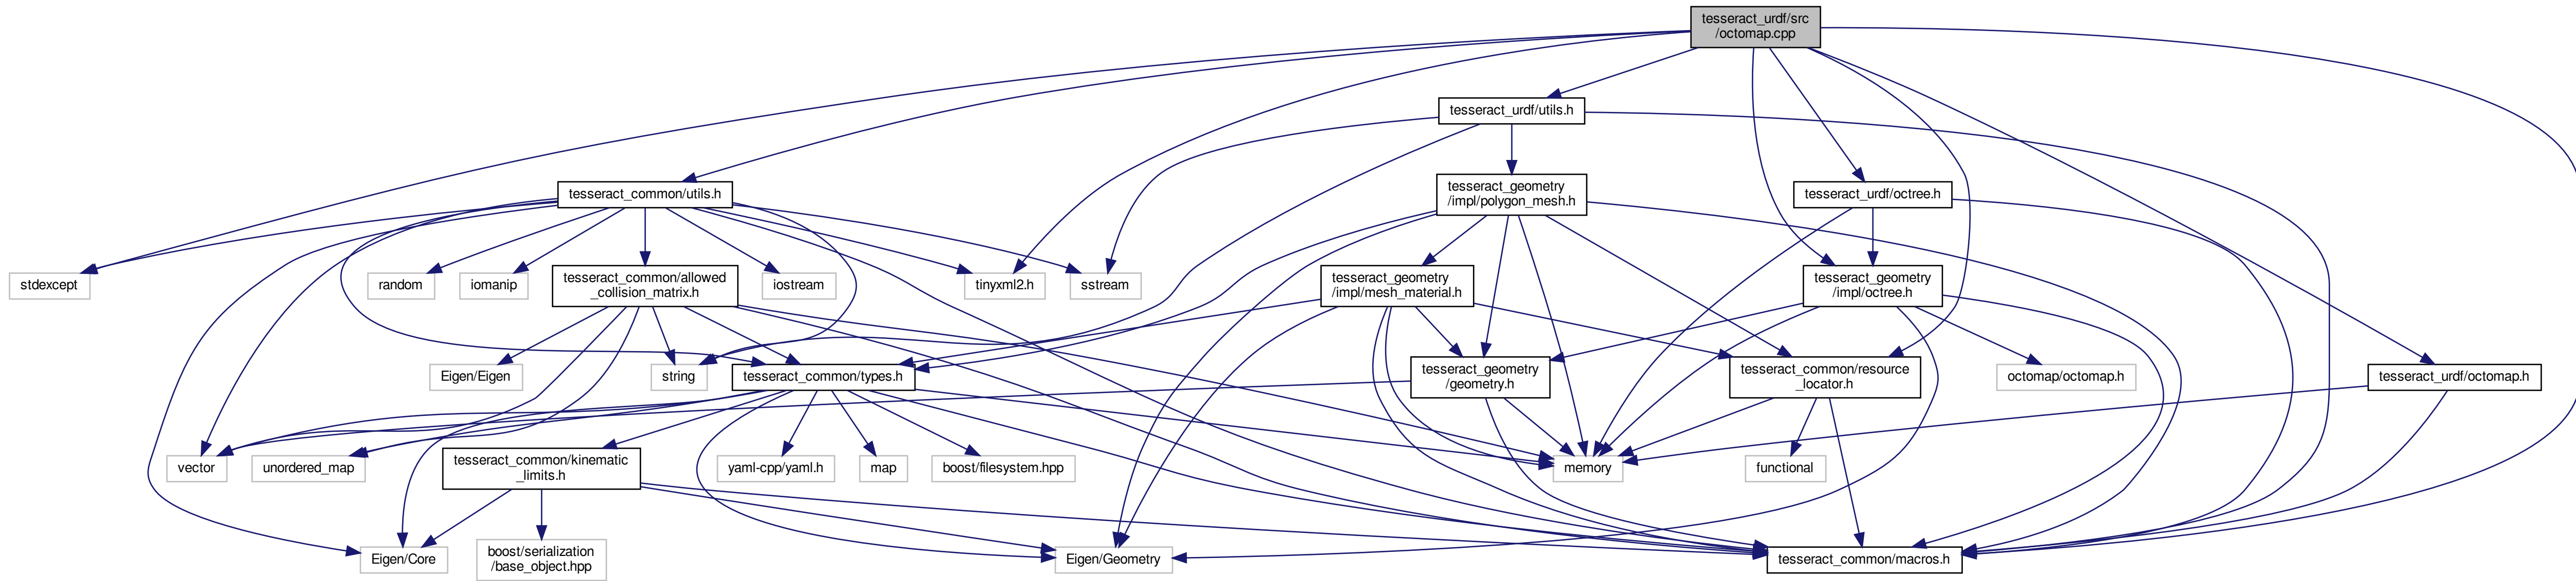 tesseract_urdf/src
/octomap.cpp
tesseract_urdf/utils.h
tesseract_common/utils.h
tesseract_geometry
/impl/polygon_mesh.h
tesseract_urdf/octree.h
stdexcept
random
iomanip
tesseract_common/allowed
_collision_matrix.h
iostream
tinyxml2.h
sstream
tesseract_geometry
/impl/mesh_material.h
tesseract_geometry
/impl/octree.h
Eigen/Eigen
string
tesseract_common/types.h
tesseract_geometry
/geometry.h
tesseract_common/resource
_locator.h
octomap/octomap.h
tesseract_urdf/octomap.h
vector
unordered_map
tesseract_common/kinematic
_limits.h
yaml-cpp/yaml.h
map
boost/filesystem.hpp
memory
functional
Eigen/Core
boost/serialization
/base_object.hpp
Eigen/Geometry
tesseract_common/macros.h